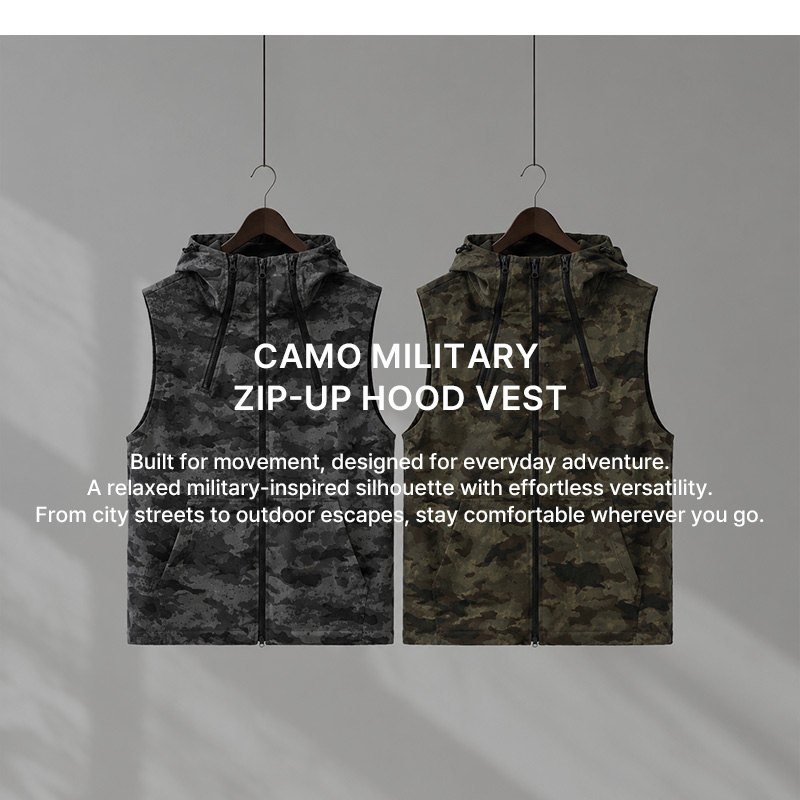 CAMO MILITARY
ZIP-UP HOOD VEST
Built for movement, designed for everyday adventure.
A relaxed military-inspired silhouette with effortless versatility.
From city streets to outdoor escapes, stay comfortable wherever you go.